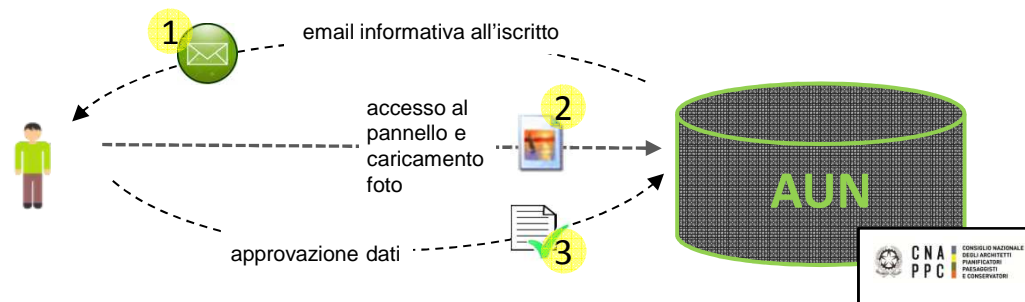 1
email informativa all'iscritto
accesso al
pannello e
caricamento
foto
2
AUN
approvazione dati
3
CNA
PPC
CONSIGLIO NAZIONALE
DEGLI ARCHITETTI
PIANIFICATORI
PAESAGGISTI
E CONSERVATORI